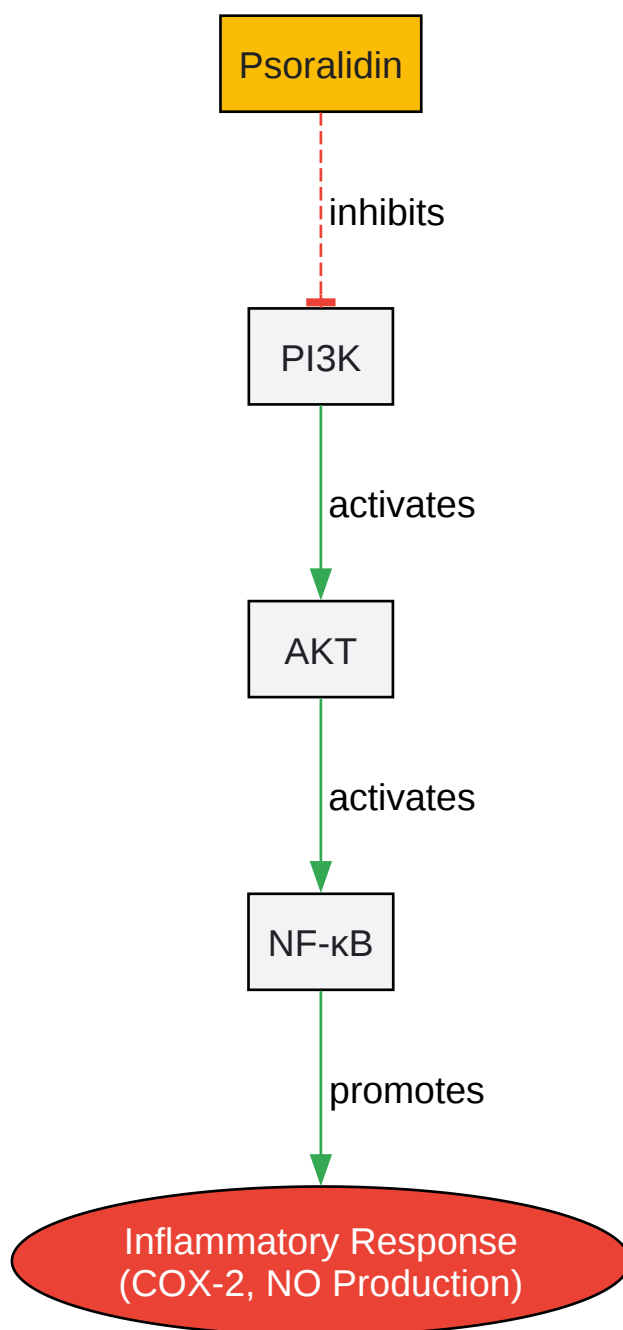 Psoralidin
inhibits
PI3K
activates
AKT
activates
NF-κB
promotes
Inflammatory Response
(COX-2, NO Production)